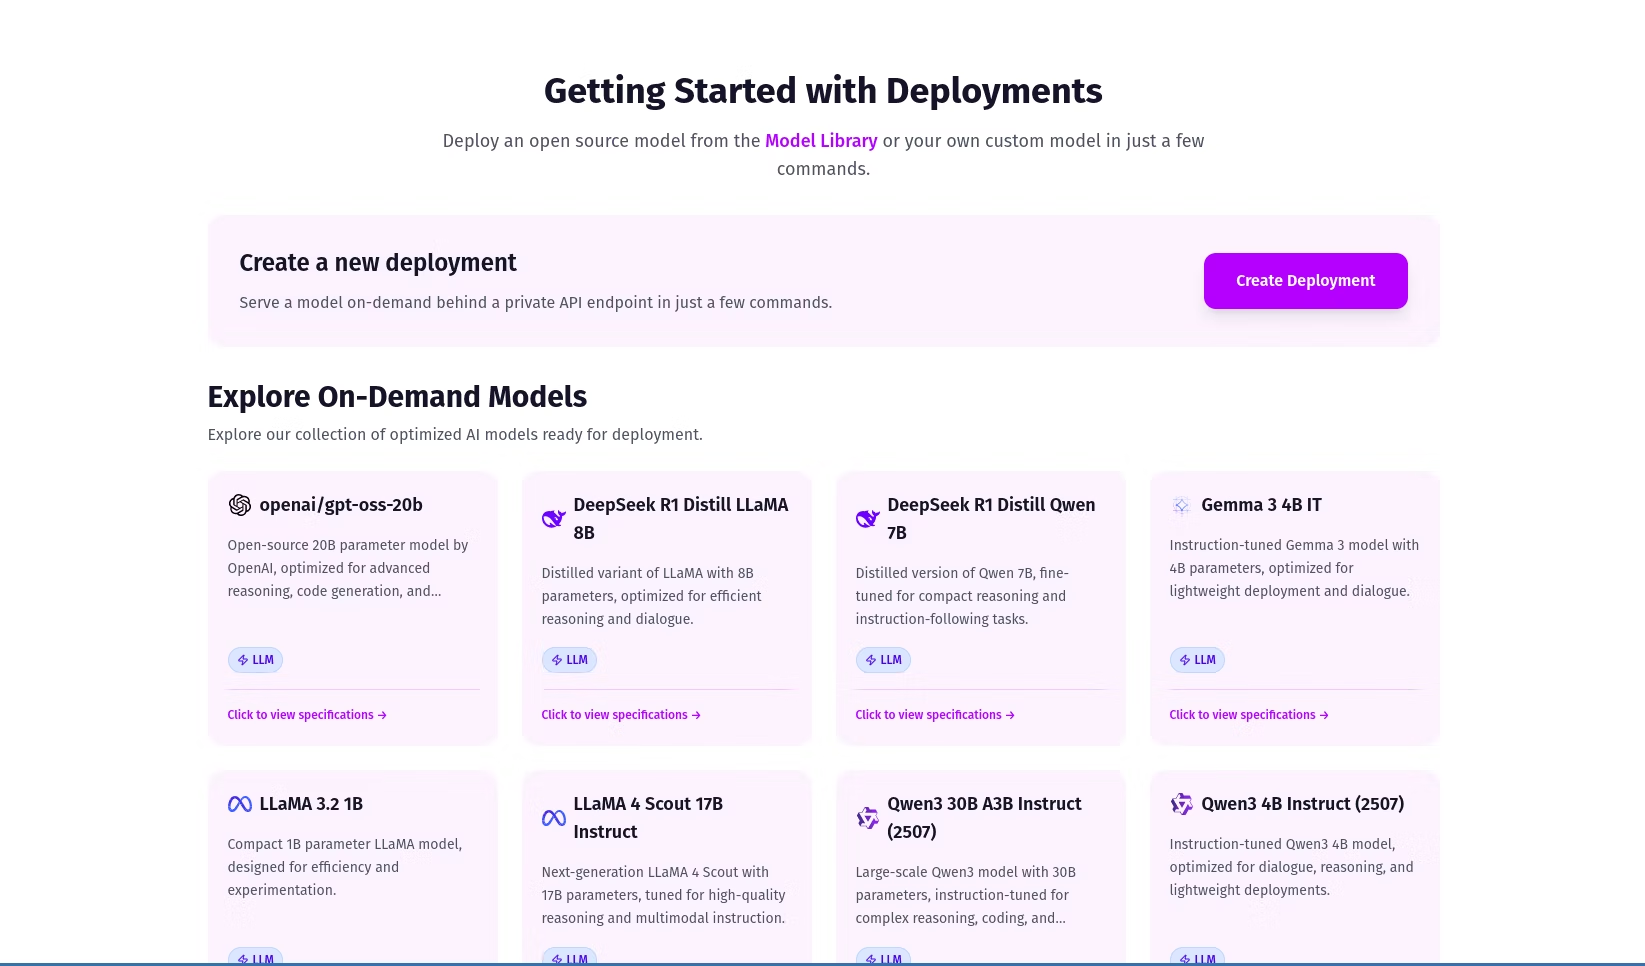 Getting Started with Deployments
Deploy an open source model from the Model Library or your own custom model in just a few
commands.
Create a new deployment
Serve a model on-demand behind a private API endpoint in just a few commands.
Create Deployment
Explore On-Demand Models
Explore our collection of optimized AI models ready for deployment.
openai/gpt-oss-20b
Open-source 20B parameter model by
OpenAI, optimized for advanced
reasoning, code generation, and...
LLM
Click to view specifications →
DeepSeek R1 Distill LLaMA
8B
Distilled variant of LLaMA with 8B
parameters, optimized for efficient
reasoning and dialogue.
LLM
Click to view specifications →
DeepSeek R1 Distill Qwen
7B
Distilled version of Qwen 7B, fine-
tuned for compact reasoning and
instruction-following tasks.
LLM
Click to view specifications →
Gemma 3 4B IT
Instruction-tuned Gemma 3 model with
4B parameters, optimized for
lightweight deployment and dialogue.
LLM
Click to view specifications →
LLaMA 3.2 1B
Compact 1B parameter LLaMA model,
designed for efficiency and
experimentation.
LLM
LLaMA 4 Scout 17B
Instruct
Next-generation LLaMA 4 Scout with
17B parameters, tuned for high-quality
reasoning and multimodal instruction.
LLM
Qwen3 30B A3B Instruct
(2507)
Large-scale Qwen3 model with 30B
parameters, instruction-tuned for
complex reasoning, coding, and...
LLM
Qwen3 4B Instruct (2507)
Instruction-tuned Qwen3 4B model,
optimized for dialogue, reasoning, and
lightweight deployments.
LLM